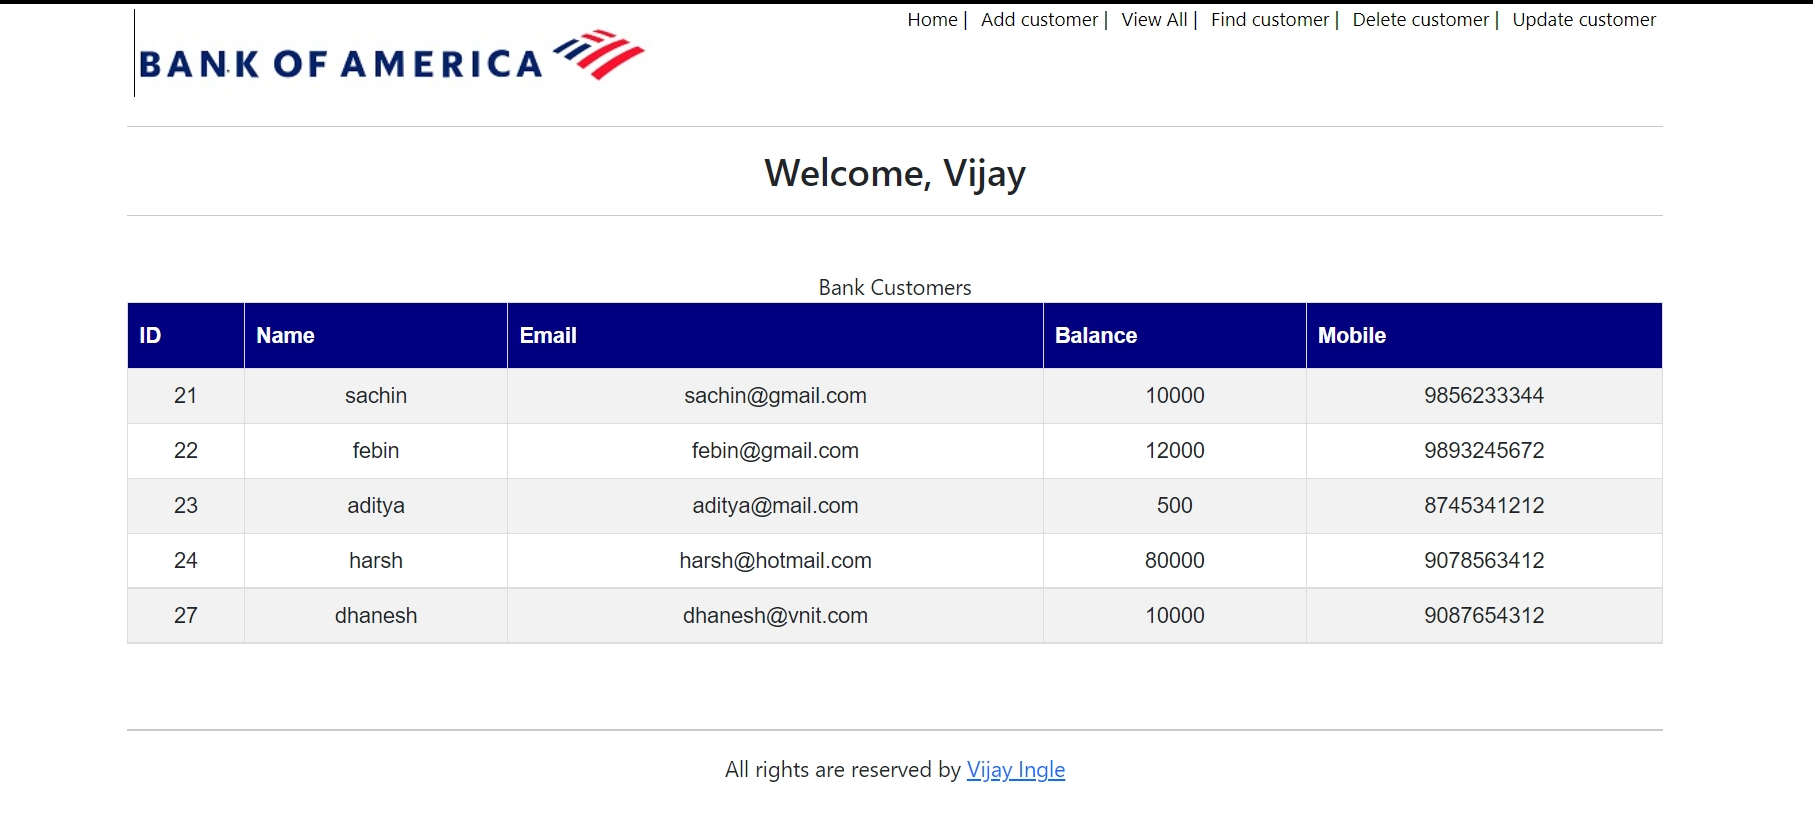 Home | Add customer | View All | Find customer | Delete customer | Update customer
BANK OF AMERICA
Welcome, Vijay
Bank Customers
ID Name Email Balance Mobile
21 sachin sachin@gmail.com 10000 9856233344
22 febin febin@gmail.com 12000 9893245672
23 aditya aditya@mail.com 500 8745341212
24 harsh harsh@hotmail.com 80000 9078563412
27 dhanesh dhanesh@vnit.com 10000 9087654312
All rights are reserved by Vijay Ingle